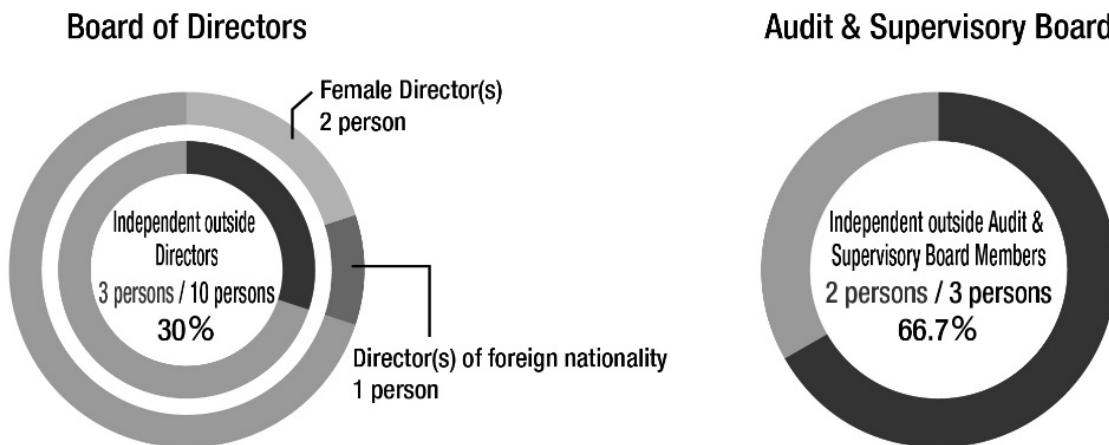 Board of Directors
Female Director(s)
2 person
Independent outside
Directors
3 persons / 10 persons
30%
Director(s) of foreign nationality
1 person
Audit & Supervisory Board
Independent outside Audit &
Supervisory Board Members
2 persons / 3 persons
66.7%